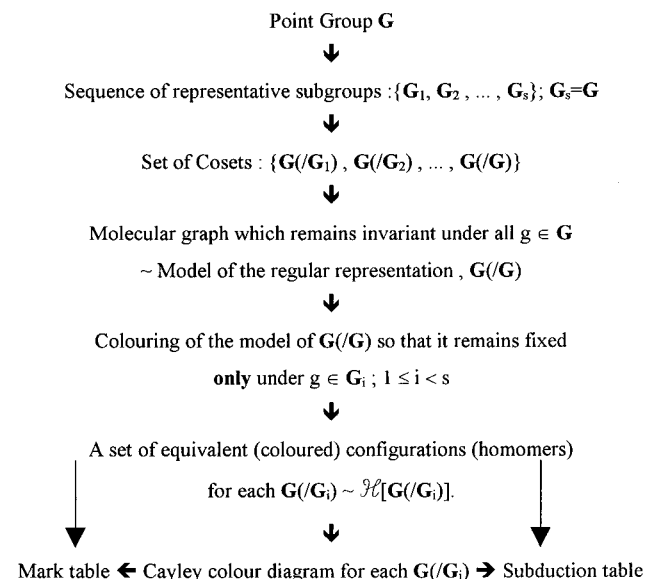 Point Group G
↓
Sequence of representative subgroups :{G₁, G₂ , ... , Gₛ}; Gₛ=G
↓
Set of Cosets : {G(/G₁) , G(/G₂) , ... , G(/G)}
↓
Molecular graph which remains invariant under all g ∈ G
~ Model of the regular representation , G(/G)
↓
Colouring of the model of G(/G) so that it remains fixed
only under g ∈ Gᵢ ; 1 ≤ i < s
↓
A set of equivalent (coloured) configurations (homomers)
for each G(/Gᵢ) ~ ℋ[G(/Gᵢ)].
↓
Mark table ← Cayley colour diagram for each G(/Gᵢ) → Subduction table